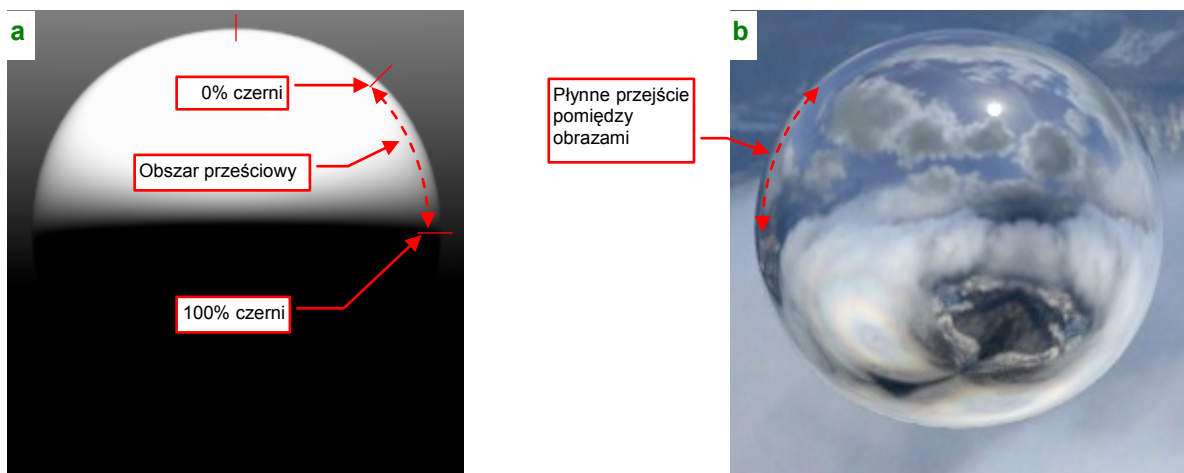 a
0% czerni
Obszar prześciowy
100% czerni
b
Płynne przejście
pomiędzy
obrazami